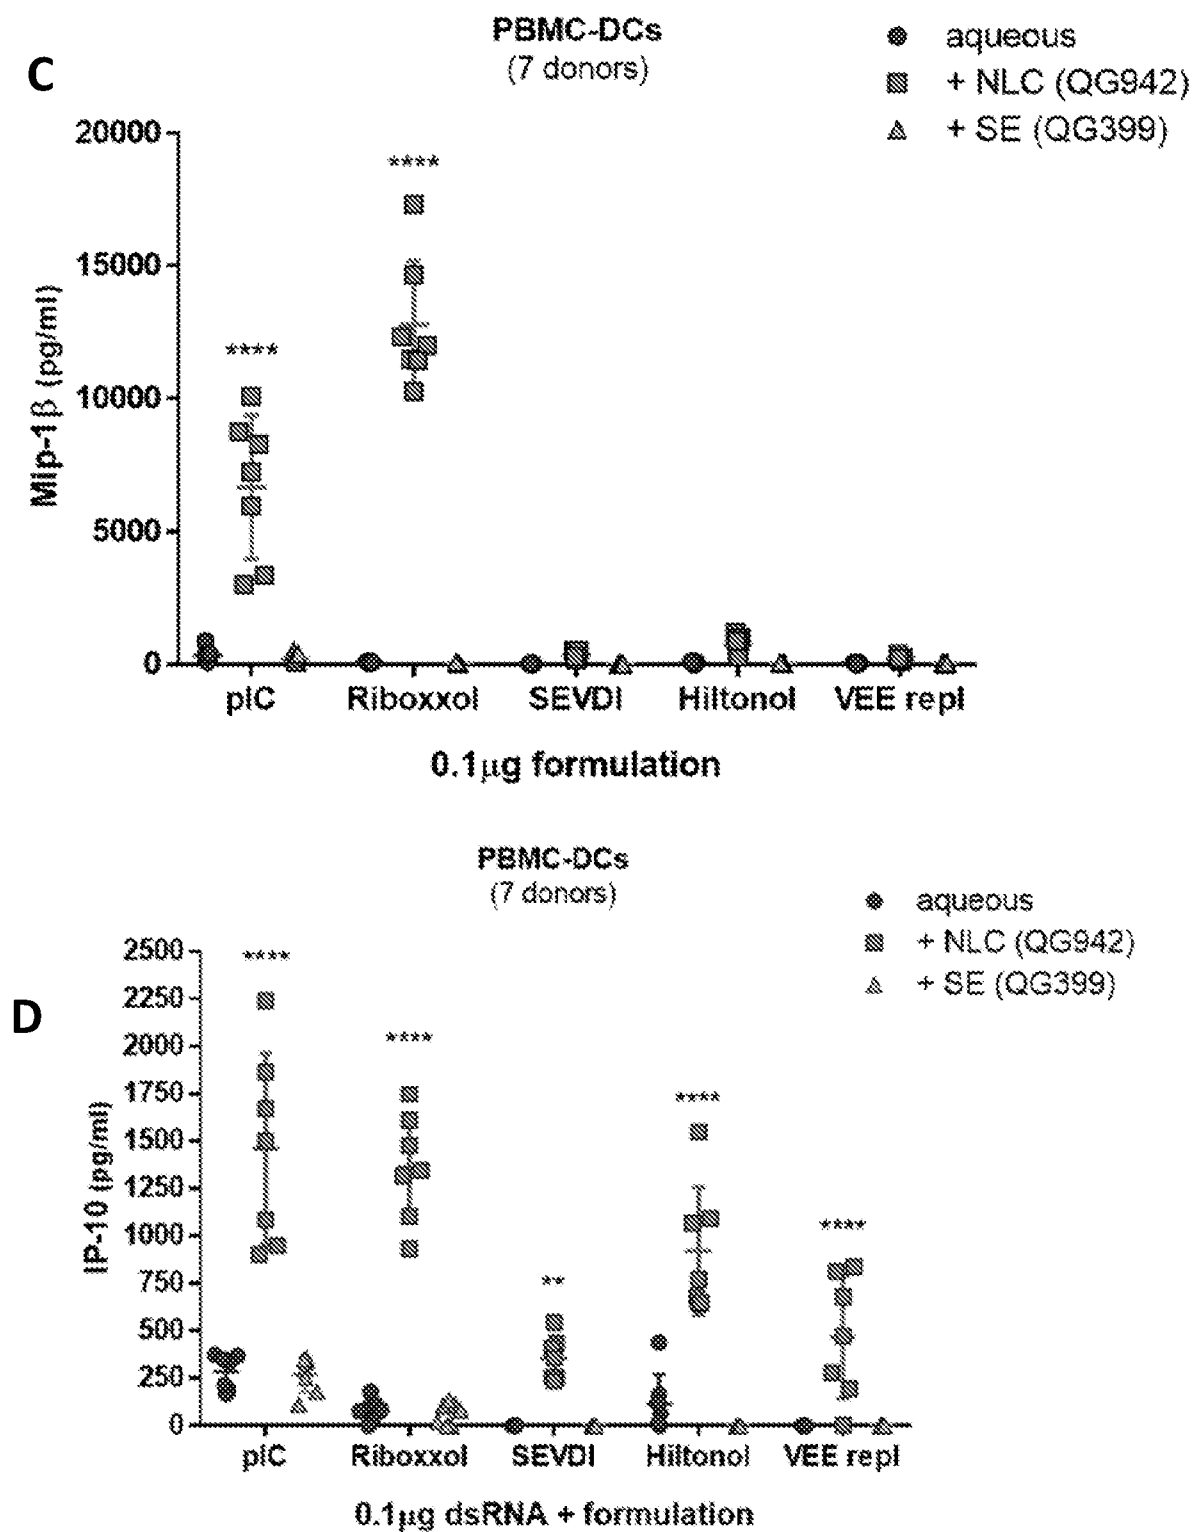 C
PBMC-DCs
(7 donors)
aqueous
+ NLC (QG942)
+ SE (QG399)
20000
15000
10000
5000
0
Mip-1β (pg/ml)
****
****
pIC
Riboxxol
SEVDI
Hiltonol
VEE repl
0.1μg formulation
D
PBMC-DCs
(7 donors)
aqueous
+ NLC (QG942)
+ SE (QG399)
2500
2250
2000
1750
1500
1250
1000
750
500
250
0
IP-10 (pg/ml)
****
****
**
****
****
pIC
Riboxxol
SEVDI
Hiltonol
VEE repl
0.1μg dsRNA + formulation